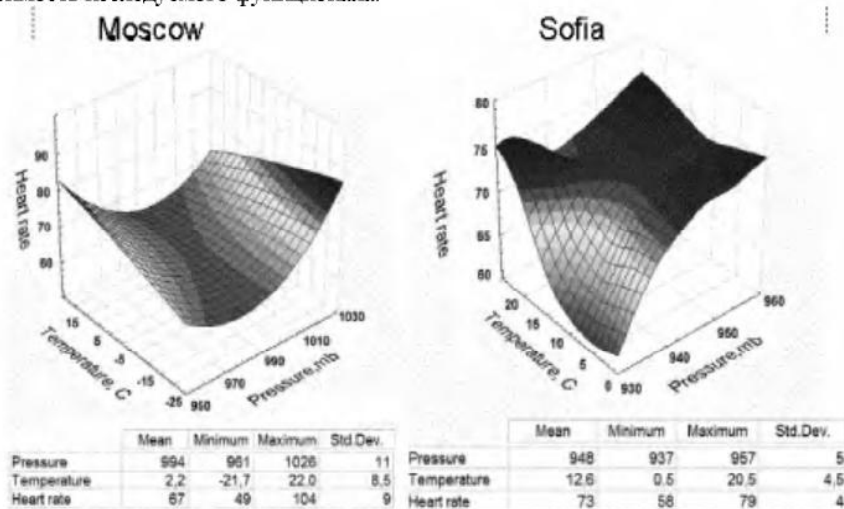 Moscow
90
80
70
60
Heart rate
15
5
-5
-15
-25
Temperature, C
950
970
990
1010
1030
Pressure,mb
Mean Minimum Maximum Std.Dev.
Pressure 994 961 1026 11
Temperature 2,2 -21,7 22,0 8,5
Heart rate 67 49 104 9
Sofia
80
75
70
65
60
Heart rate
20
15
10
5
0
Temperature, C
930
940
950
960
Pressure,mb
Mean Minimum Maximum Std.Dev.
Pressure 948 937 957 5
Temperature 12,6 0,5 20,5 4,5
Heart rate 73 58 79 4